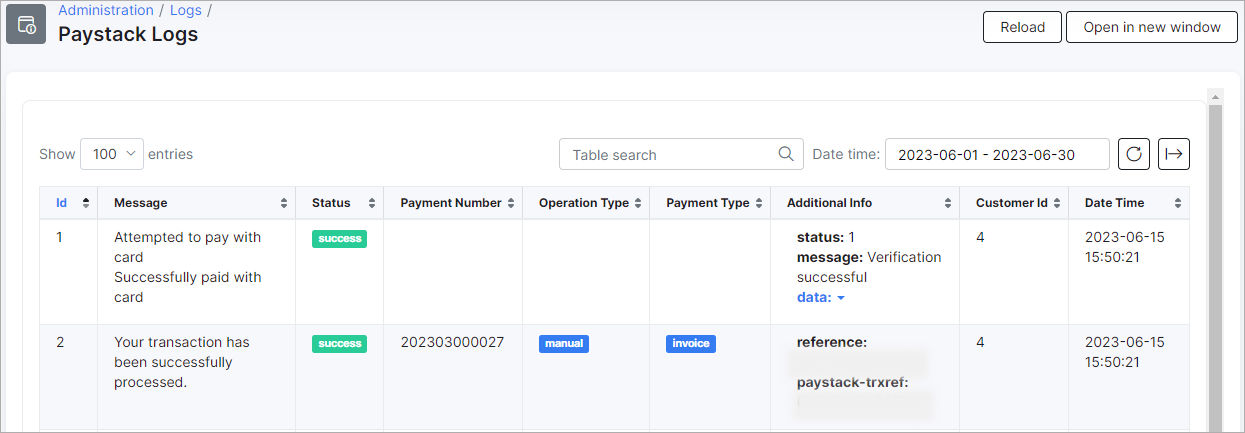 Administration / Logs /
Paystack Logs
Reload
Open in new window
Show 100 entries
Table search
Date time: 2023-06-01 - 2023-06-30
Id Message Status Payment Number Operation Type Payment Type Additional Info Customer Id Date Time
1
Attempted to pay with
card
Successfully paid with
card
success
status: 1
message: Verification
successful
data:
4
2023-06-15
15:50:21
2
Your transaction has
been successfully
processed.
success
202303000027
manual
invoice
reference:
paystack-trxref:
4
2023-06-15
15:50:21